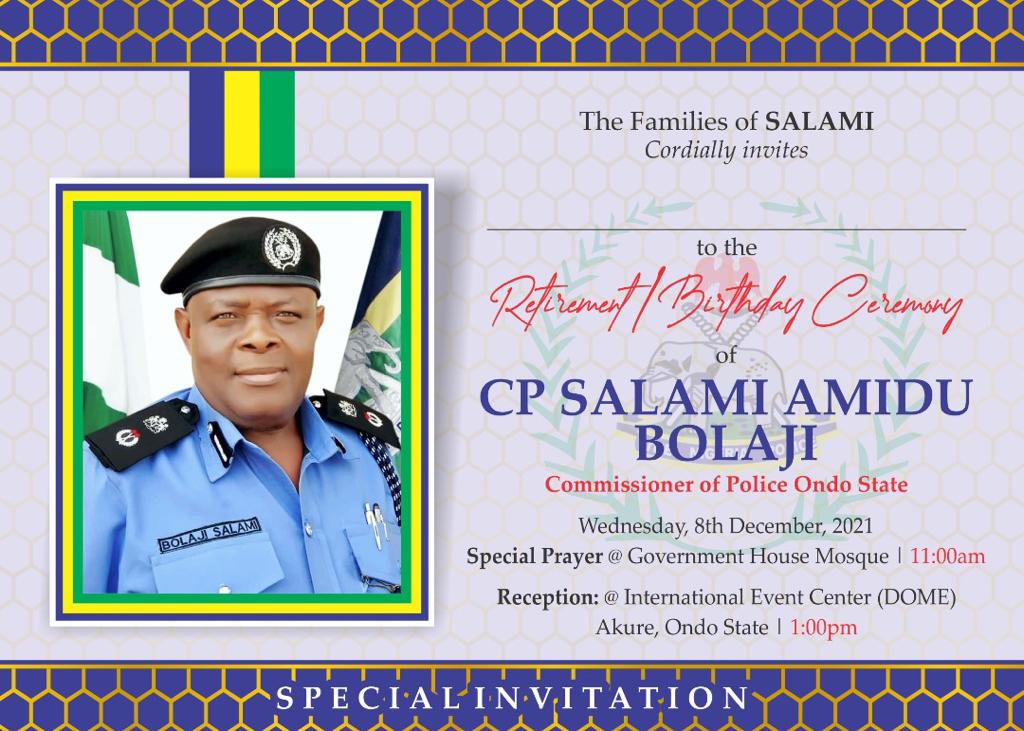 The Families of SALAMI
Cordially invites
to the
Retirement / Birthday Ceremony
of
CP SALAMI AMIDU
BOLAJI
Commissioner of Police Ondo State
Wednesday, 8th December, 2021
Special Prayer @ Government House Mosque | 11:00am
Reception: @ International Event Center (DOME)
Akure, Ondo State | 1:00pm
BOLAJI SALAMI
SPECIAL INVITATION